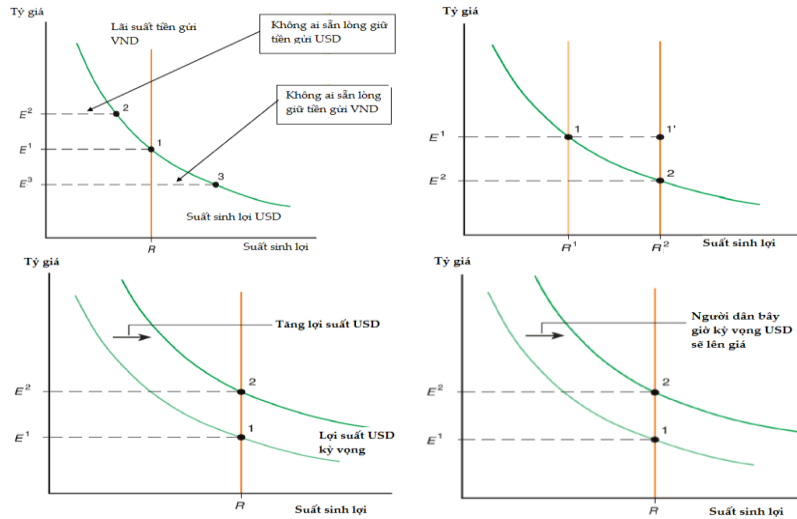 Tỷ giá
Lãi suất tiền gửi
VND
Không ai sẵn lòng giữ
tiền gửi USD
Không ai sẵn lòng
giữ tiền gửi VND
E²
2
E¹
1
E³
3
Suất sinh lợi USD
R
Suất sinh lợi
Tỷ giá
E¹
1
1'
E²
2
R¹
R²
Suất sinh lợi
Tỷ giá
Tăng lợi suất USD
E²
2
E¹
1
Lợi suất USD
kỳ vọng
R
Suất sinh lợi
Tỷ giá
Người dân bây
giờ kỳ vọng USD
sẽ lên giá
E²
2
E¹
1
R
Suất sinh lợi